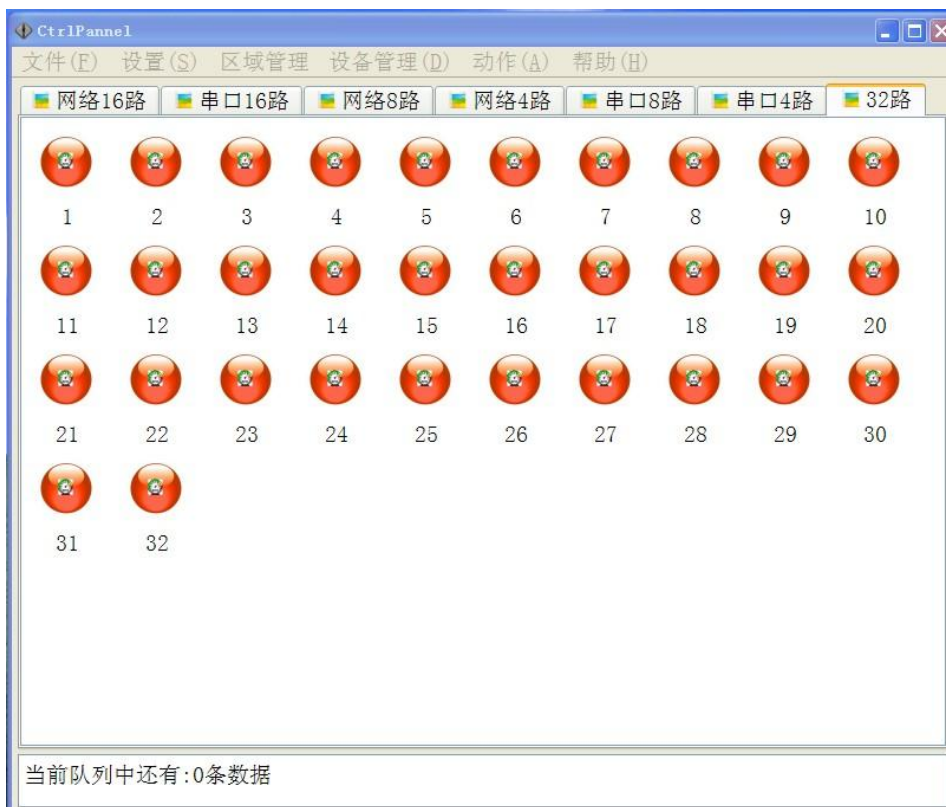 CtrlPannel
文件(F) 设置(S) 区域管理 设备管理(D) 动作(A) 帮助(H)
网络16路 串口16路 网络8路 网络4路 串口8路 串口4路 32路
1 2 3 4 5 6 7 8 9 10
11 12 13 14 15 16 17 18 19 20
21 22 23 24 25 26 27 28 29 30
31 32
当前队列中还有:0条数据